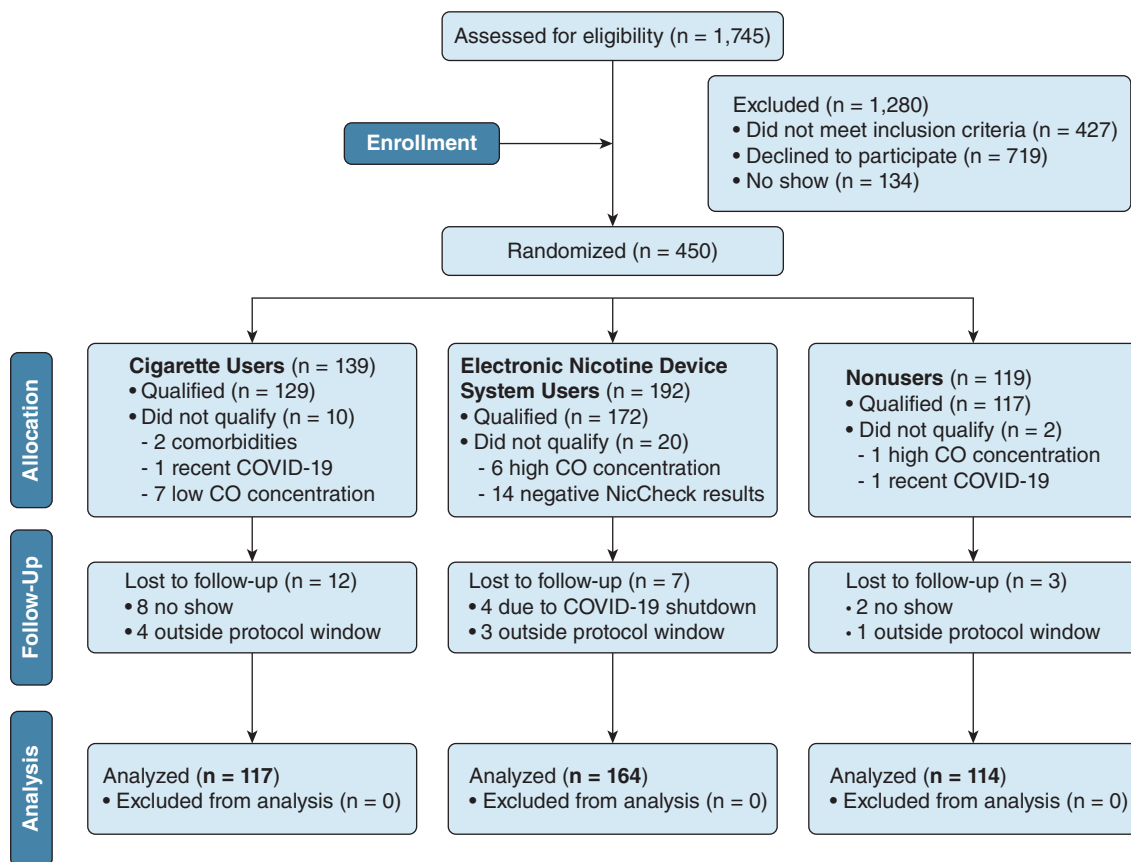 Assessed for eligibility (n = 1,745)
Enrollment
Excluded (n = 1,280)
• Did not meet inclusion criteria (n = 427)
• Declined to participate (n = 719)
• No show (n = 134)
Randomized (n = 450)
Allocation
Cigarette Users (n = 139)
• Qualified (n = 129)
• Did not qualify (n = 10)
- 2 comorbidities
- 1 recent COVID-19
- 7 low CO concentration
Electronic Nicotine Device
System Users (n = 192)
• Qualified (n = 172)
• Did not qualify (n = 20)
- 6 high CO concentration
- 14 negative NicCheck results
Nonusers (n = 119)
• Qualified (n = 117)
• Did not qualify (n = 2)
- 1 high CO concentration
- 1 recent COVID-19
Follow-Up
Lost to follow-up (n = 12)
• 8 no show
• 4 outside protocol window
Lost to follow-up (n = 7)
• 4 due to COVID-19 shutdown
• 3 outside protocol window
Lost to follow-up (n = 3)
• 2 no show
• 1 outside protocol window
Analysis
Analyzed (n = 117)
• Excluded from analysis (n = 0)
Analyzed (n = 164)
• Excluded from analysis (n = 0)
Analyzed (n = 114)
• Excluded from analysis (n = 0)